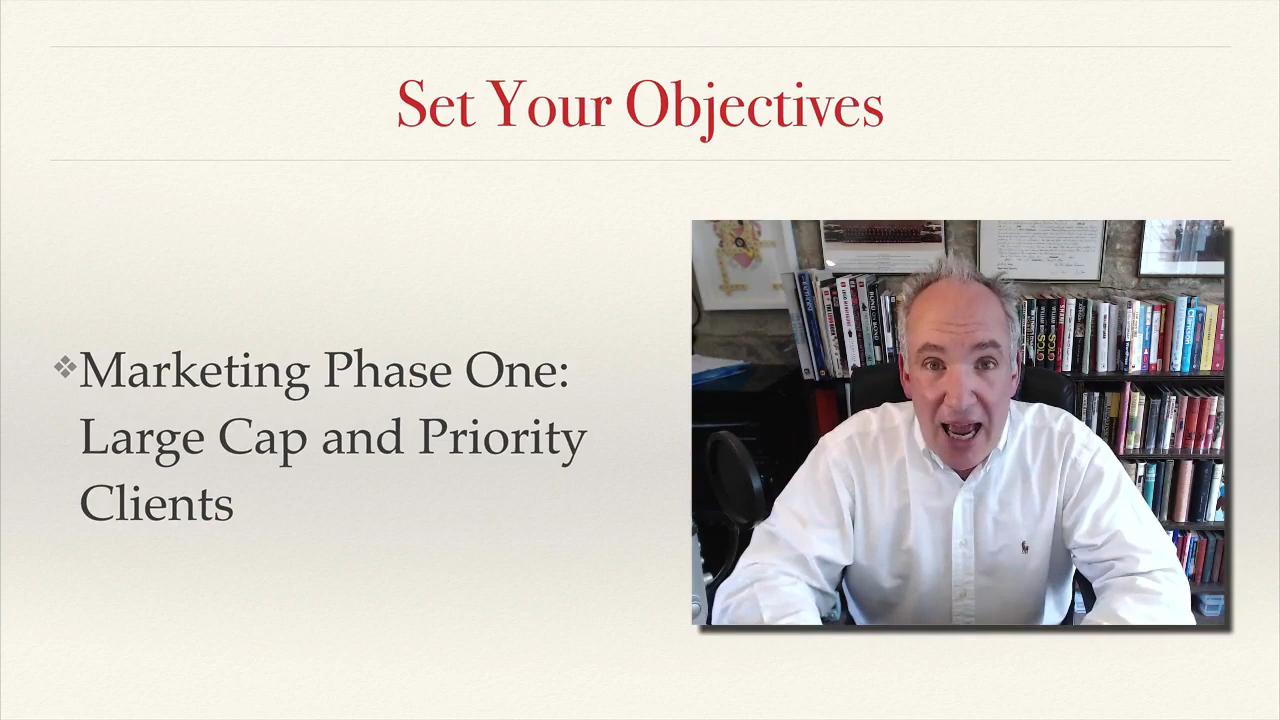 Set Your Objectives
Marketing Phase One:
Large Cap and Priority
Clients